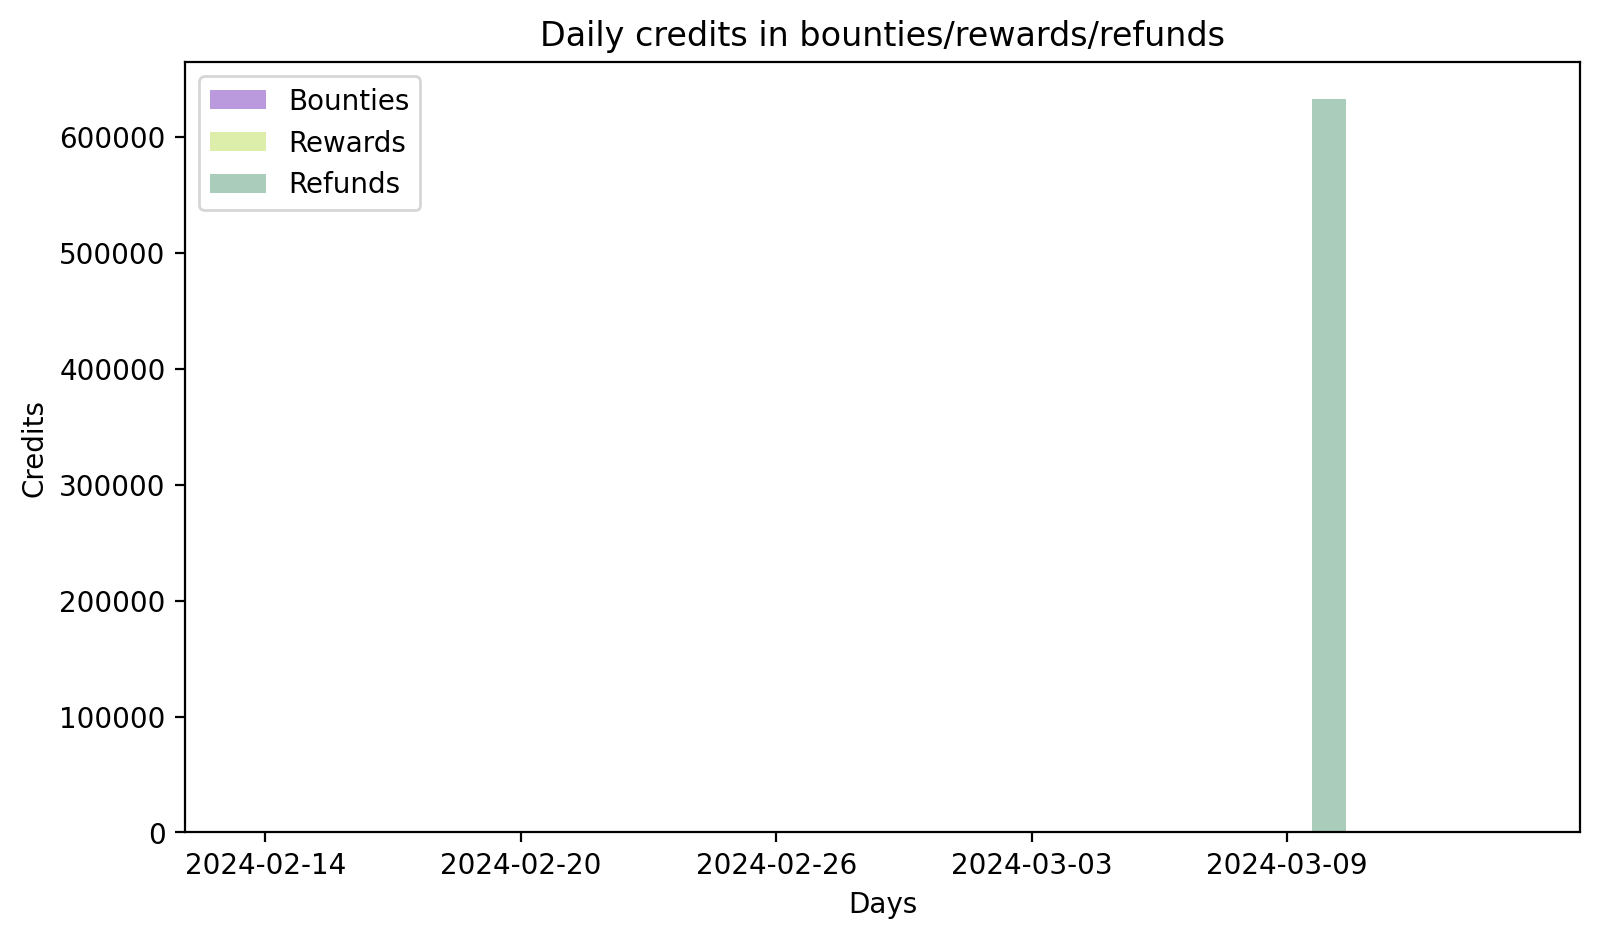 Daily credits in bounties/rewards/refunds
Bounties
Rewards
Refunds
600000
500000
400000
300000
200000
100000
0
Credits
2024-02-14
2024-02-20
2024-02-26
2024-03-03
2024-03-09
Days